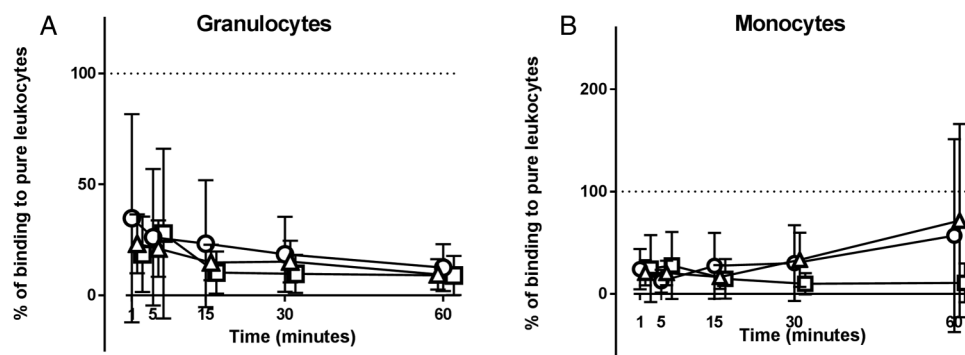 A
Granulocytes
% of binding to pure leukocytes
100
50
0
1 5 15 30 60
Time (minutes)
B
Monocytes
% of binding to pure leukocytes
200
100
0
1 5 15 30 60
Time (minutes)